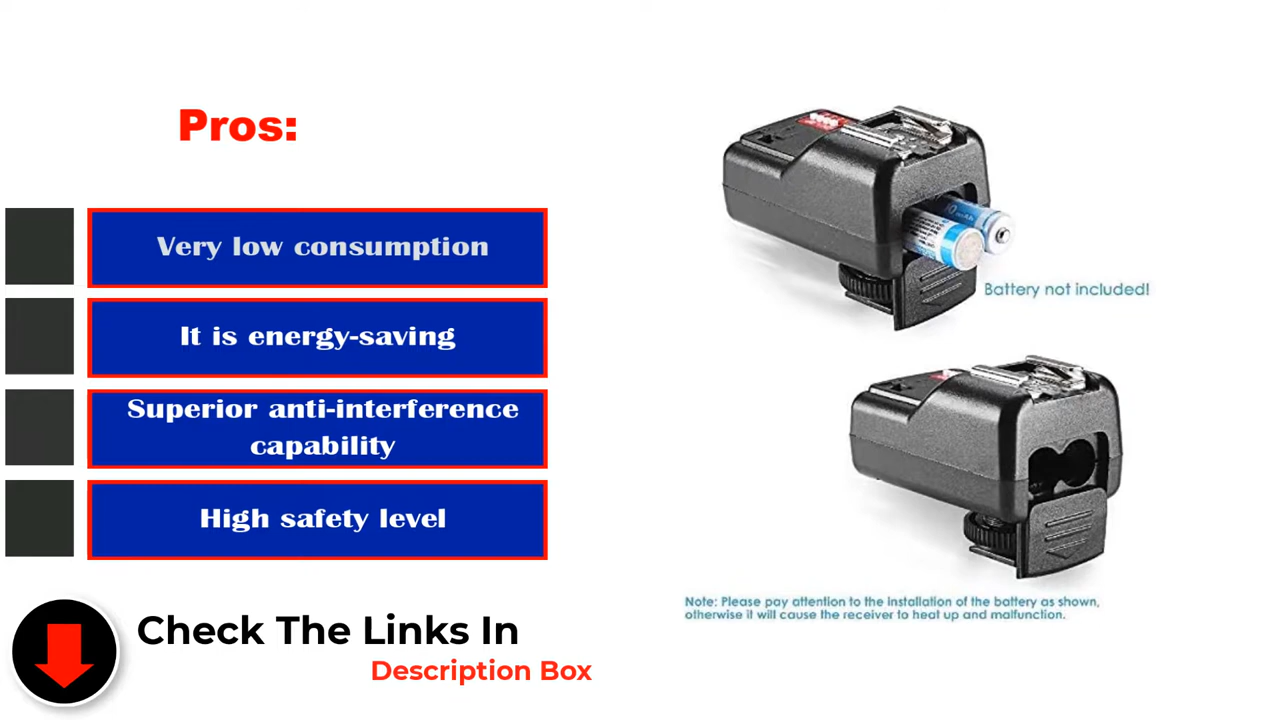 Pros:
Very low consumption
It is energy-saving
Superior anti-interference
capability
High safety level
Check The Links In
Description Box
Battery not included!
Note: Please pay attention to the installation of the battery as shown,
otherwise it will cause the receiver to heat up and malfunction.